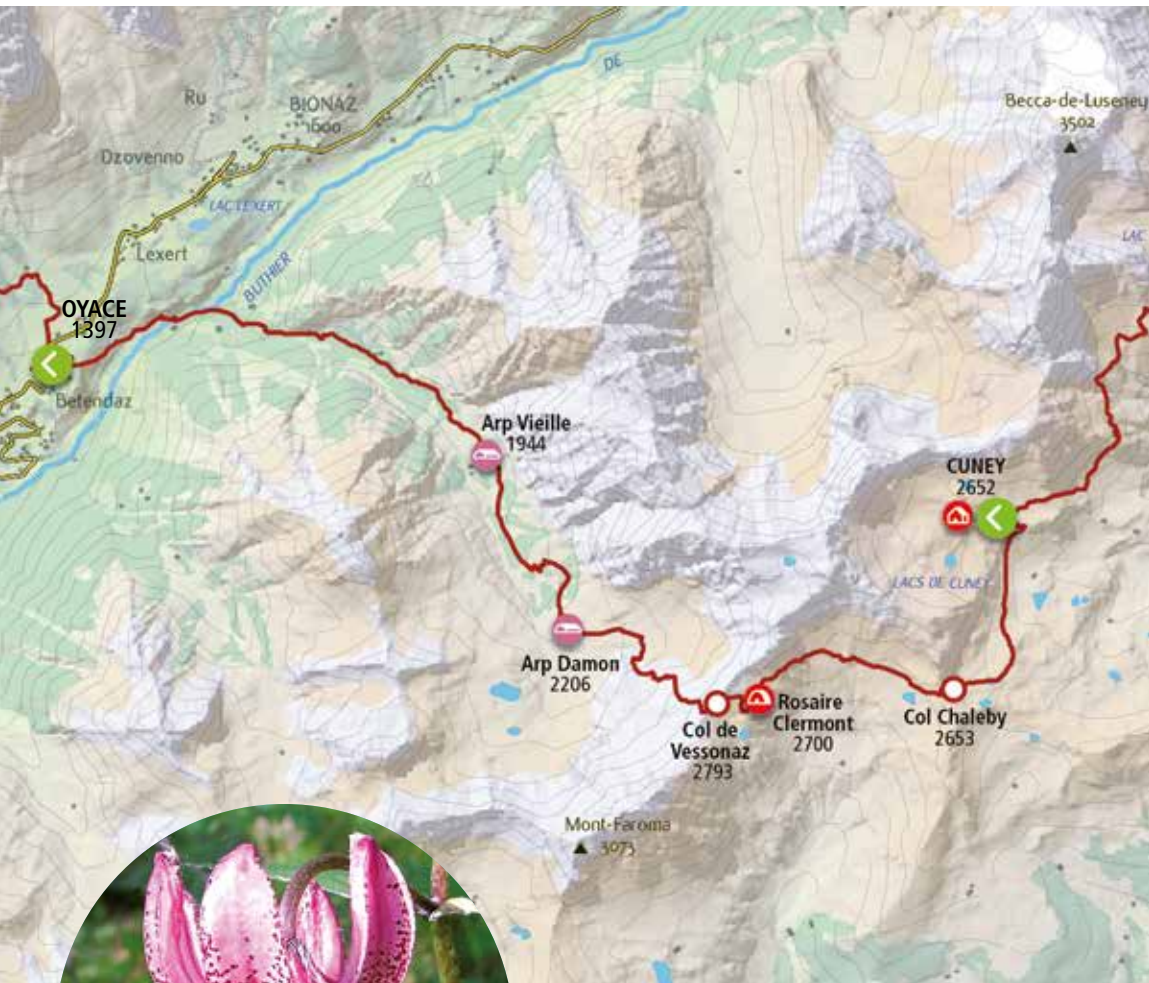 DE
Ru
BIONAZ
1600
Becca-de-Luseney
3502
Dzovenno
LAC LEXERT
Lexert
LAC
BUTHIER
OYACE
1397
Betendaz
Arp Vieille
1944
CUNEY
2652
LACS DE CUNEY
Arp Damon
2206
Rosaire
Clermont
2700
Col de
Vessonaz
2793
Col Chaleby
2653
Mont-Faroma
3073